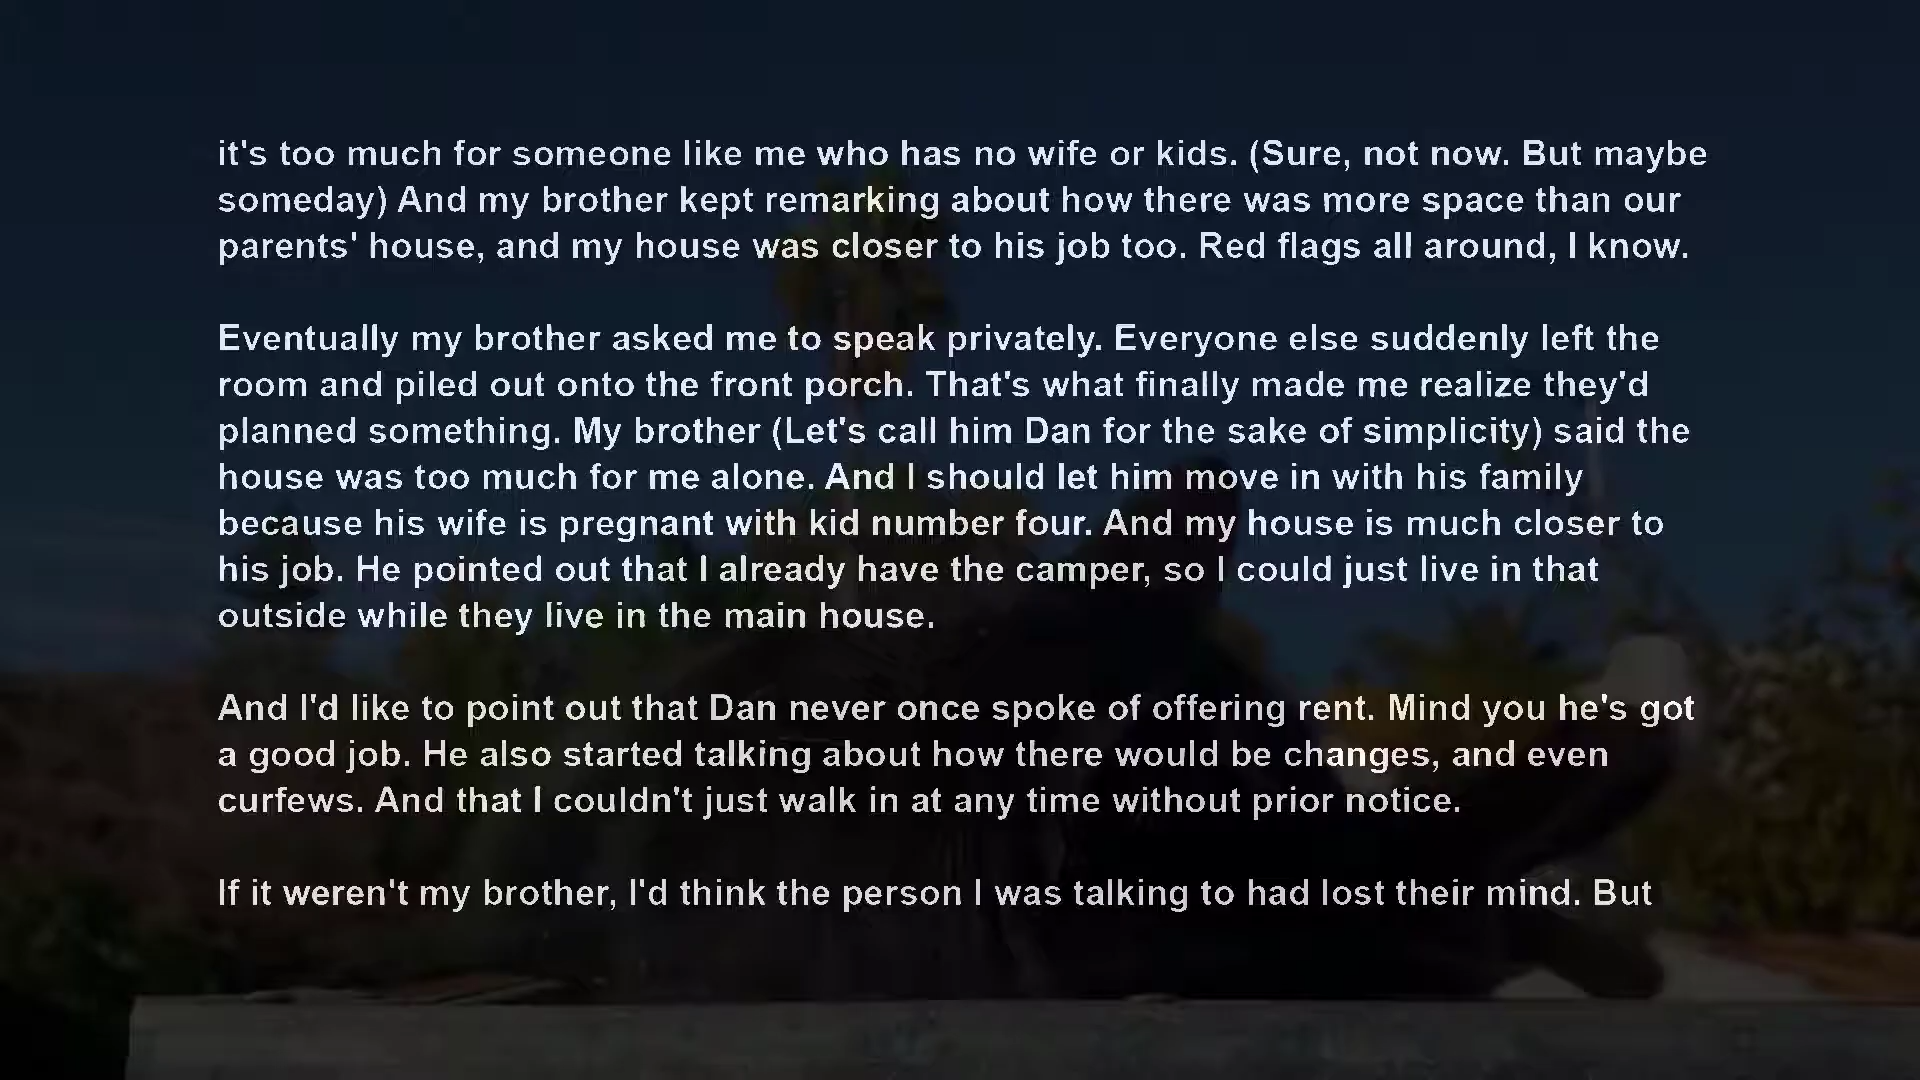 it's too much for someone like me who has no wife or kids. (Sure, not now. But maybe
someday) And my brother kept remarking about how there was more space than our
parents' house, and my house was closer to his job too. Red flags all around, I know.
Eventually my brother asked me to speak privately. Everyone else suddenly left the
room and piled out onto the front porch. That's what finally made me realize they'd
planned something. My brother (Let's call him Dan for the sake of simplicity) said the
house was too much for me alone. And I should let him move in with his family
because his wife is pregnant with kid number four. And my house is much closer to
his job. He pointed out that I already have the camper, so I could just live in that
outside while they live in the main house.
And I'd like to point out that Dan never once spoke of offering rent. Mind you he's got
a good job. He also started talking about how there would be changes, and even
curfews. And that I couldn't just walk in at any time without prior notice.
If it weren't my brother, I'd think the person I was talking to had lost their mind. But